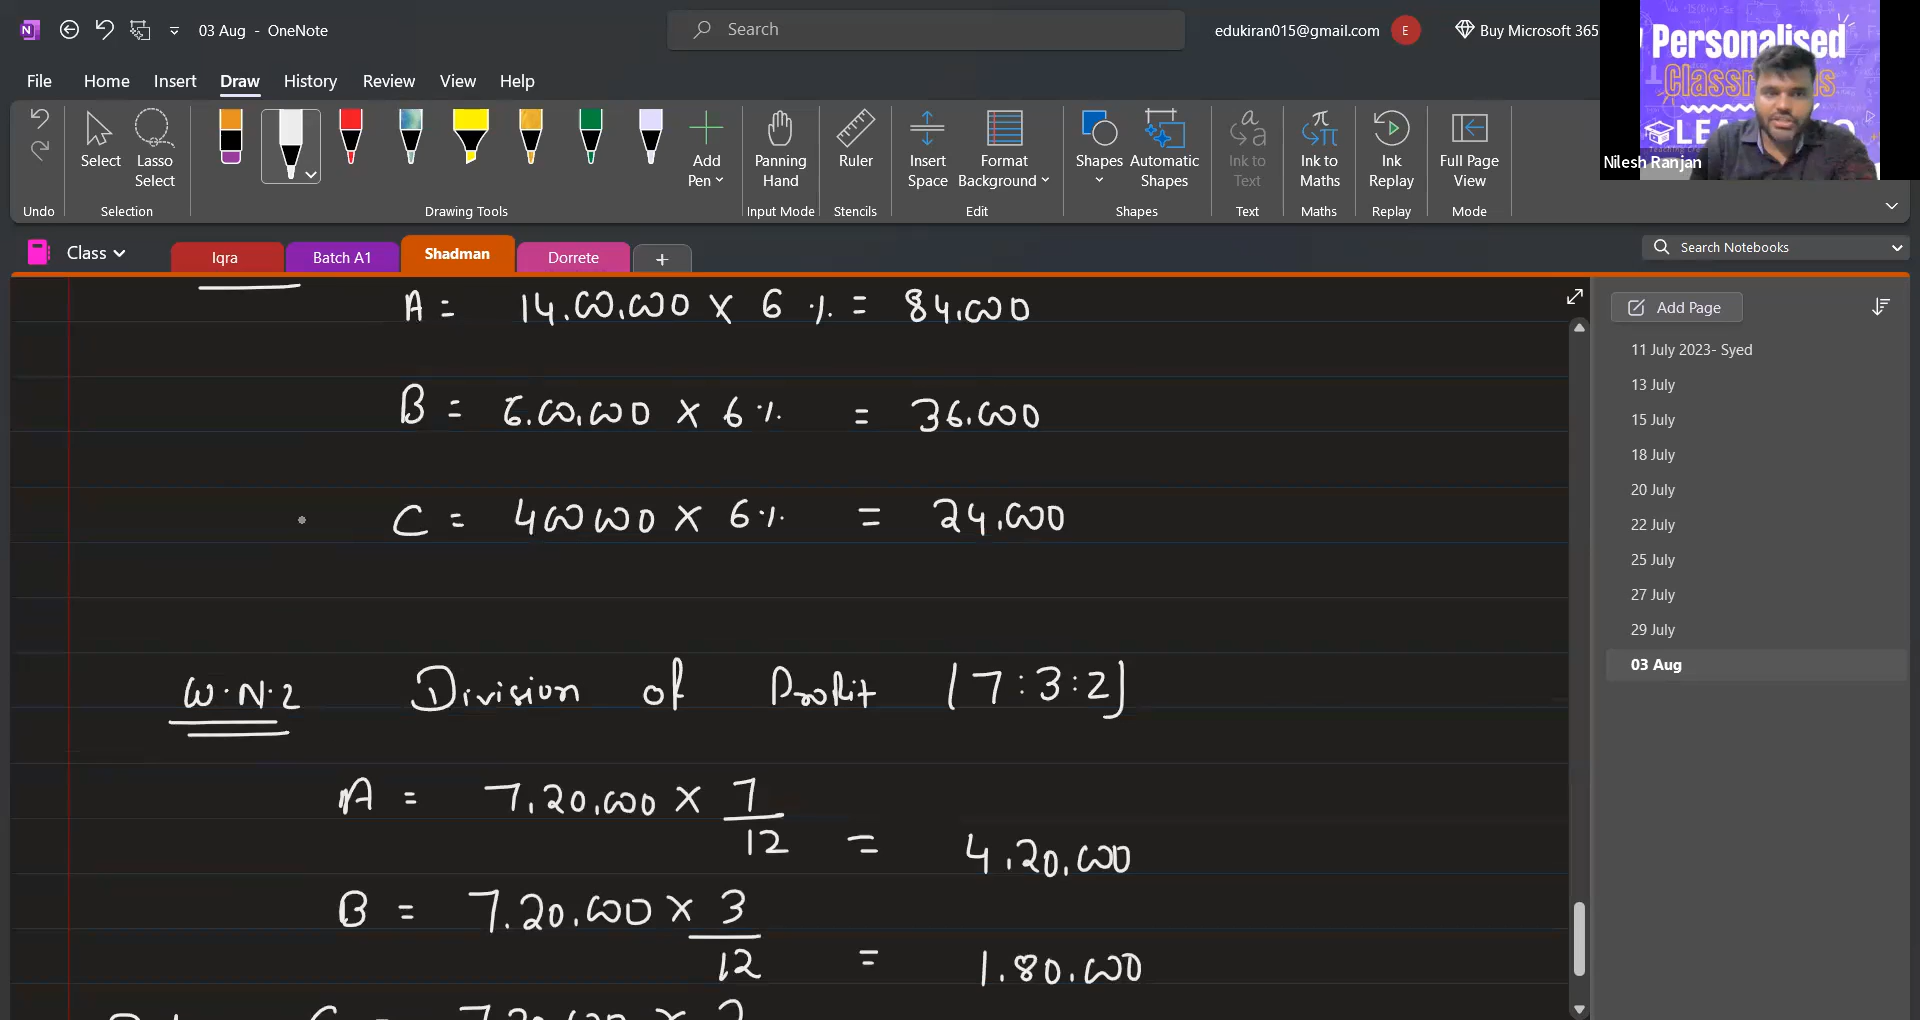 03 Aug - OneNote
Search
edukiran015@gmail.com
E
Buy Microsoft 365
Personalised
Classrooms
Nilesh Ranjan
File Home Insert Draw History Review View Help
Select
Lasso Select
Add Pen
Panning Hand
Ruler
Insert Space
Format Background
Shapes
Automatic Shapes
Ink to Text
Ink to Maths
Ink Replay
Full Page View
Undo Selection Drawing Tools Input Mode Stencils Edit Shapes Text Maths Replay Mode
Class Iqra Batch A1 Shadman Dorrete +
Search Notebooks
Add Page
11 July 2023- Syed
13 July
15 July
18 July
20 July
22 July
25 July
27 July
29 July
03 Aug
A = 14.00.000 X 6 % = 84.000
B = 6.00.000 X 6 % = 36.000
C = 400000 X 6 % = 24.000
W.N.2 Division of Profit [7:3:2]
A = 7.20.000 X 7/12 = 4.20.000
B = 7.20.000 X 3/12 = 1.80.000